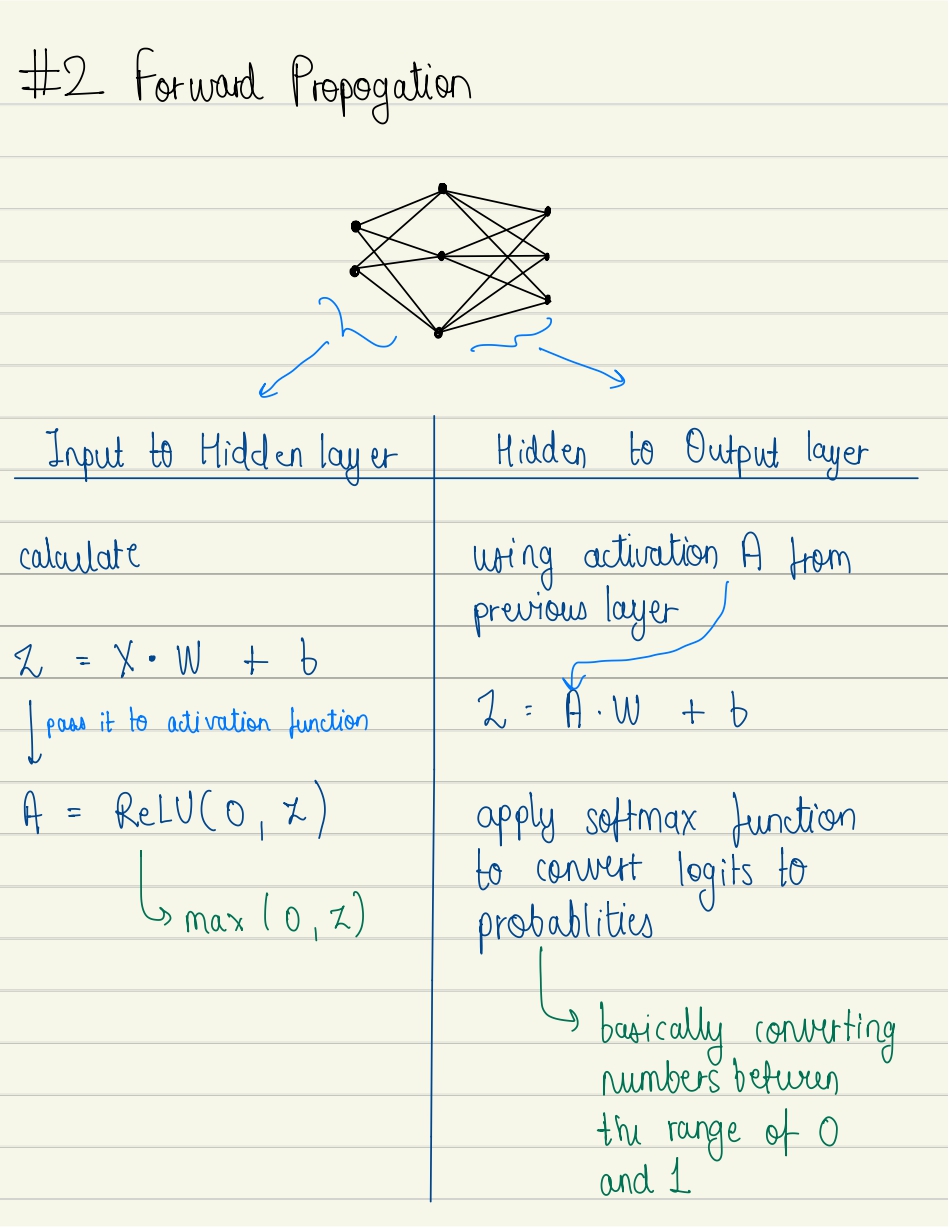 #2 Forward Propogation
Input to Hidden layer
calculate
Z = X · W + b
pass it to activation function
A = ReLU(0, Z)
max (0, Z)
Hidden to Output layer
using activation A from
previous layer
Z = A · W + b
apply softmax function
to convert logits to
probablities
basically converting
numbers between
the range of 0
and 1